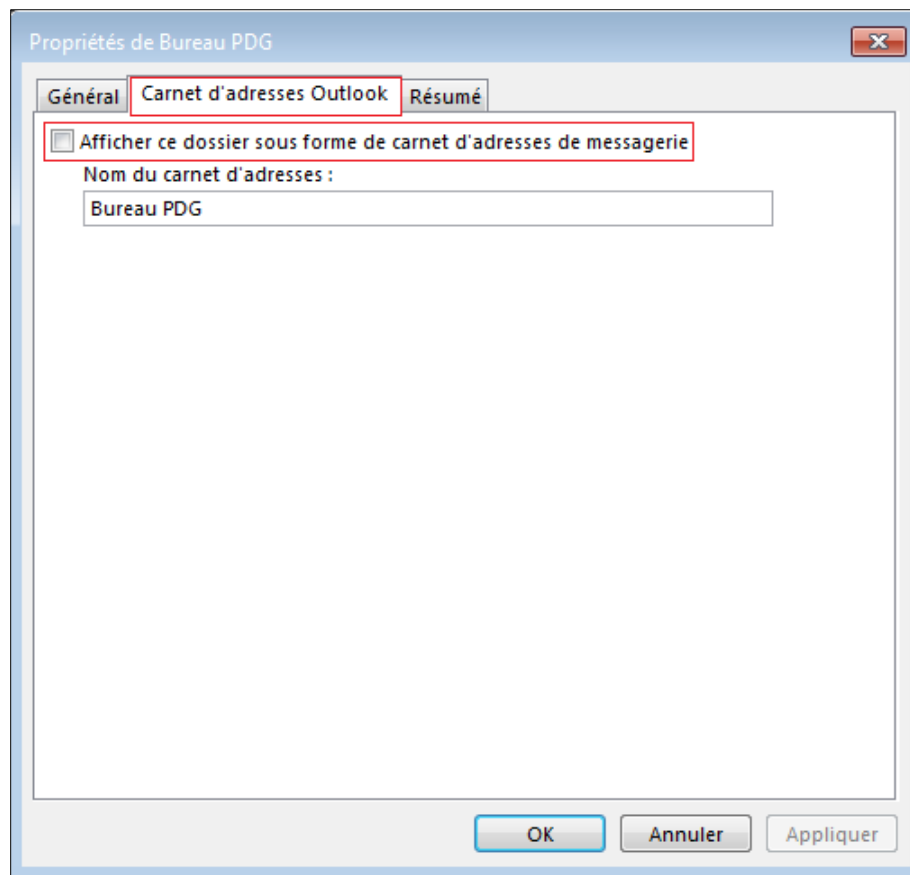 Propriétés de Bureau PDG
Général Carnet d'adresses Outlook Résumé
Afficher ce dossier sous forme de carnet d'adresses de messagerie
Nom du carnet d'adresses :
Bureau PDG
OK Annuler Appliquer